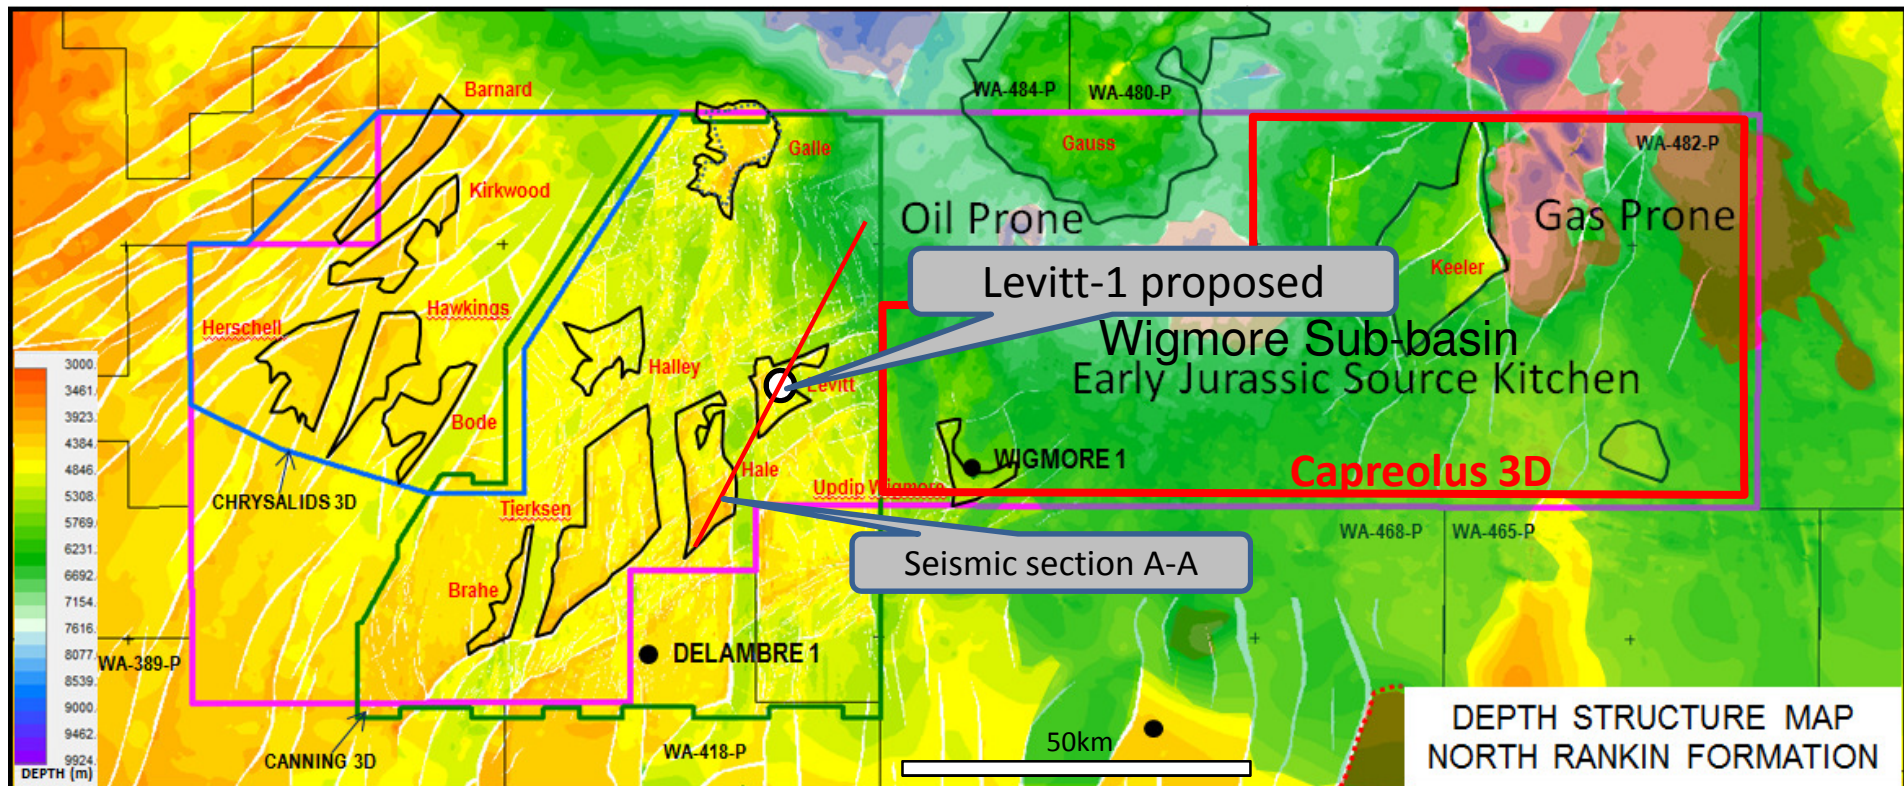 Barnard
WA-484-P
WA-480-P
Galle
Gauss
WA-482-P
Kirkwood
Oil Prone
Gas Prone
Levitt-1 proposed
Keeler
Herschell
Hawkings
Halley
Levitt
Wigmore Sub-basin
Early Jurassic Source Kitchen
Bode
WIGMORE 1
Hale
Capreolus 3D
Updip Wigmore
CHRYSALIDS 3D
Tjerksen
WA-468-P
WA-465-P
Seismic section A-A
Brahe
DELAMBRE 1
WA-389-P
3000.
3461.
3923.
4384.
4846.
5308.
5769.
6231.
6692.
7154.
7616.
8077.
8539.
9000.
9462.
9924.
DEPTH (m)
CANNING 3D
WA-418-P
50km
DEPTH STRUCTURE MAP
NORTH RANKIN FORMATION